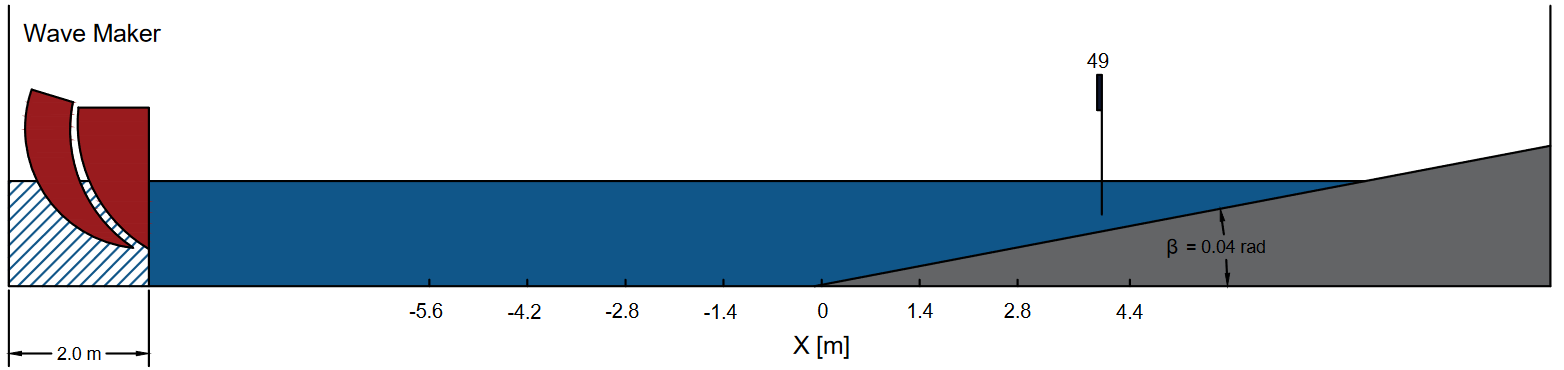 Wave Maker
49
β = 0.04 rad
-5.6 -4.2 -2.8 -1.4 0 1.4 2.8 4.4
X [m]
2.0 m